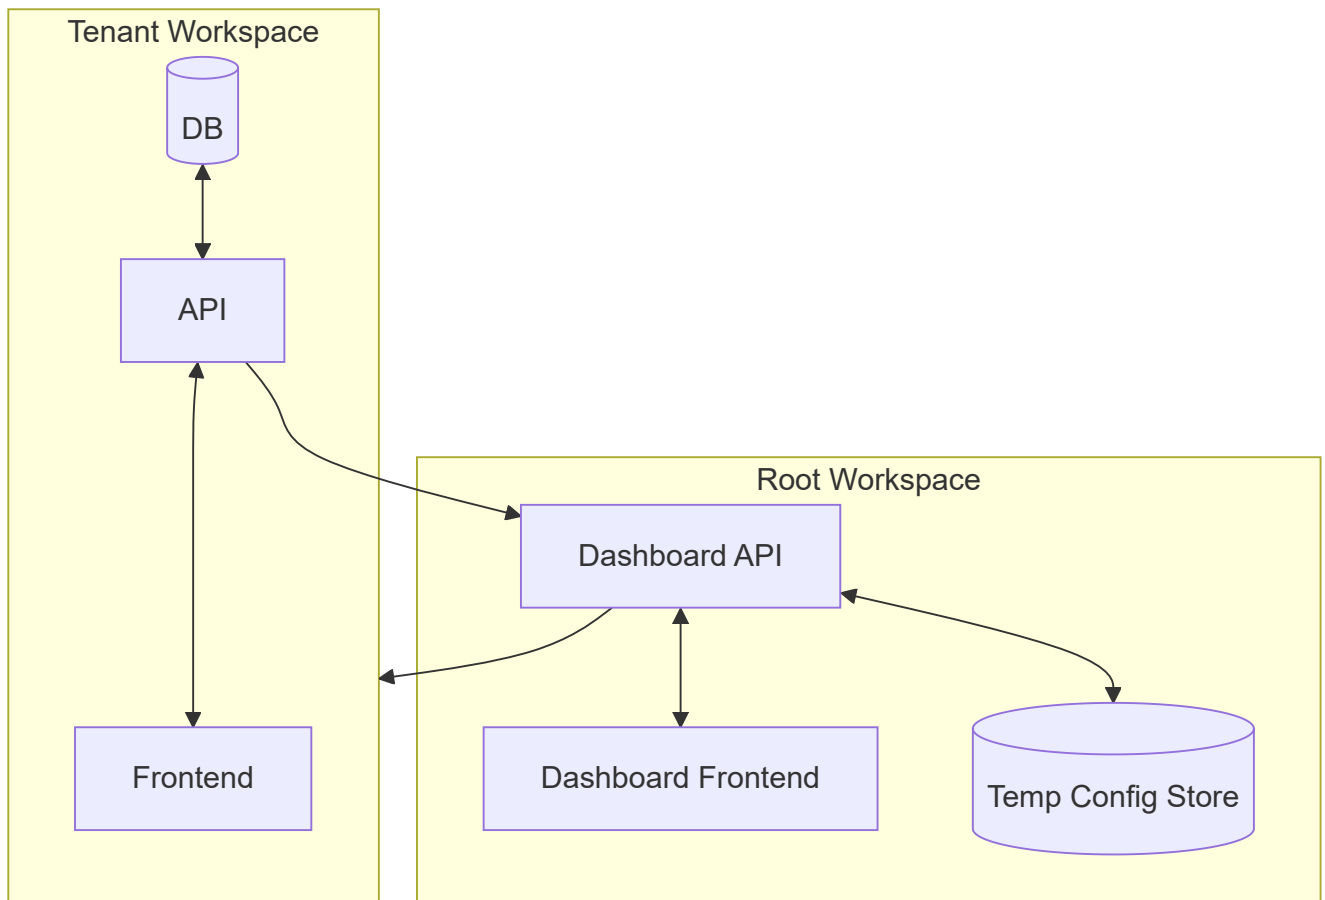 Tenant Workspace
DB
API
Root Workspace
Dashboard API
Frontend
Dashboard Frontend
Temp Config Store